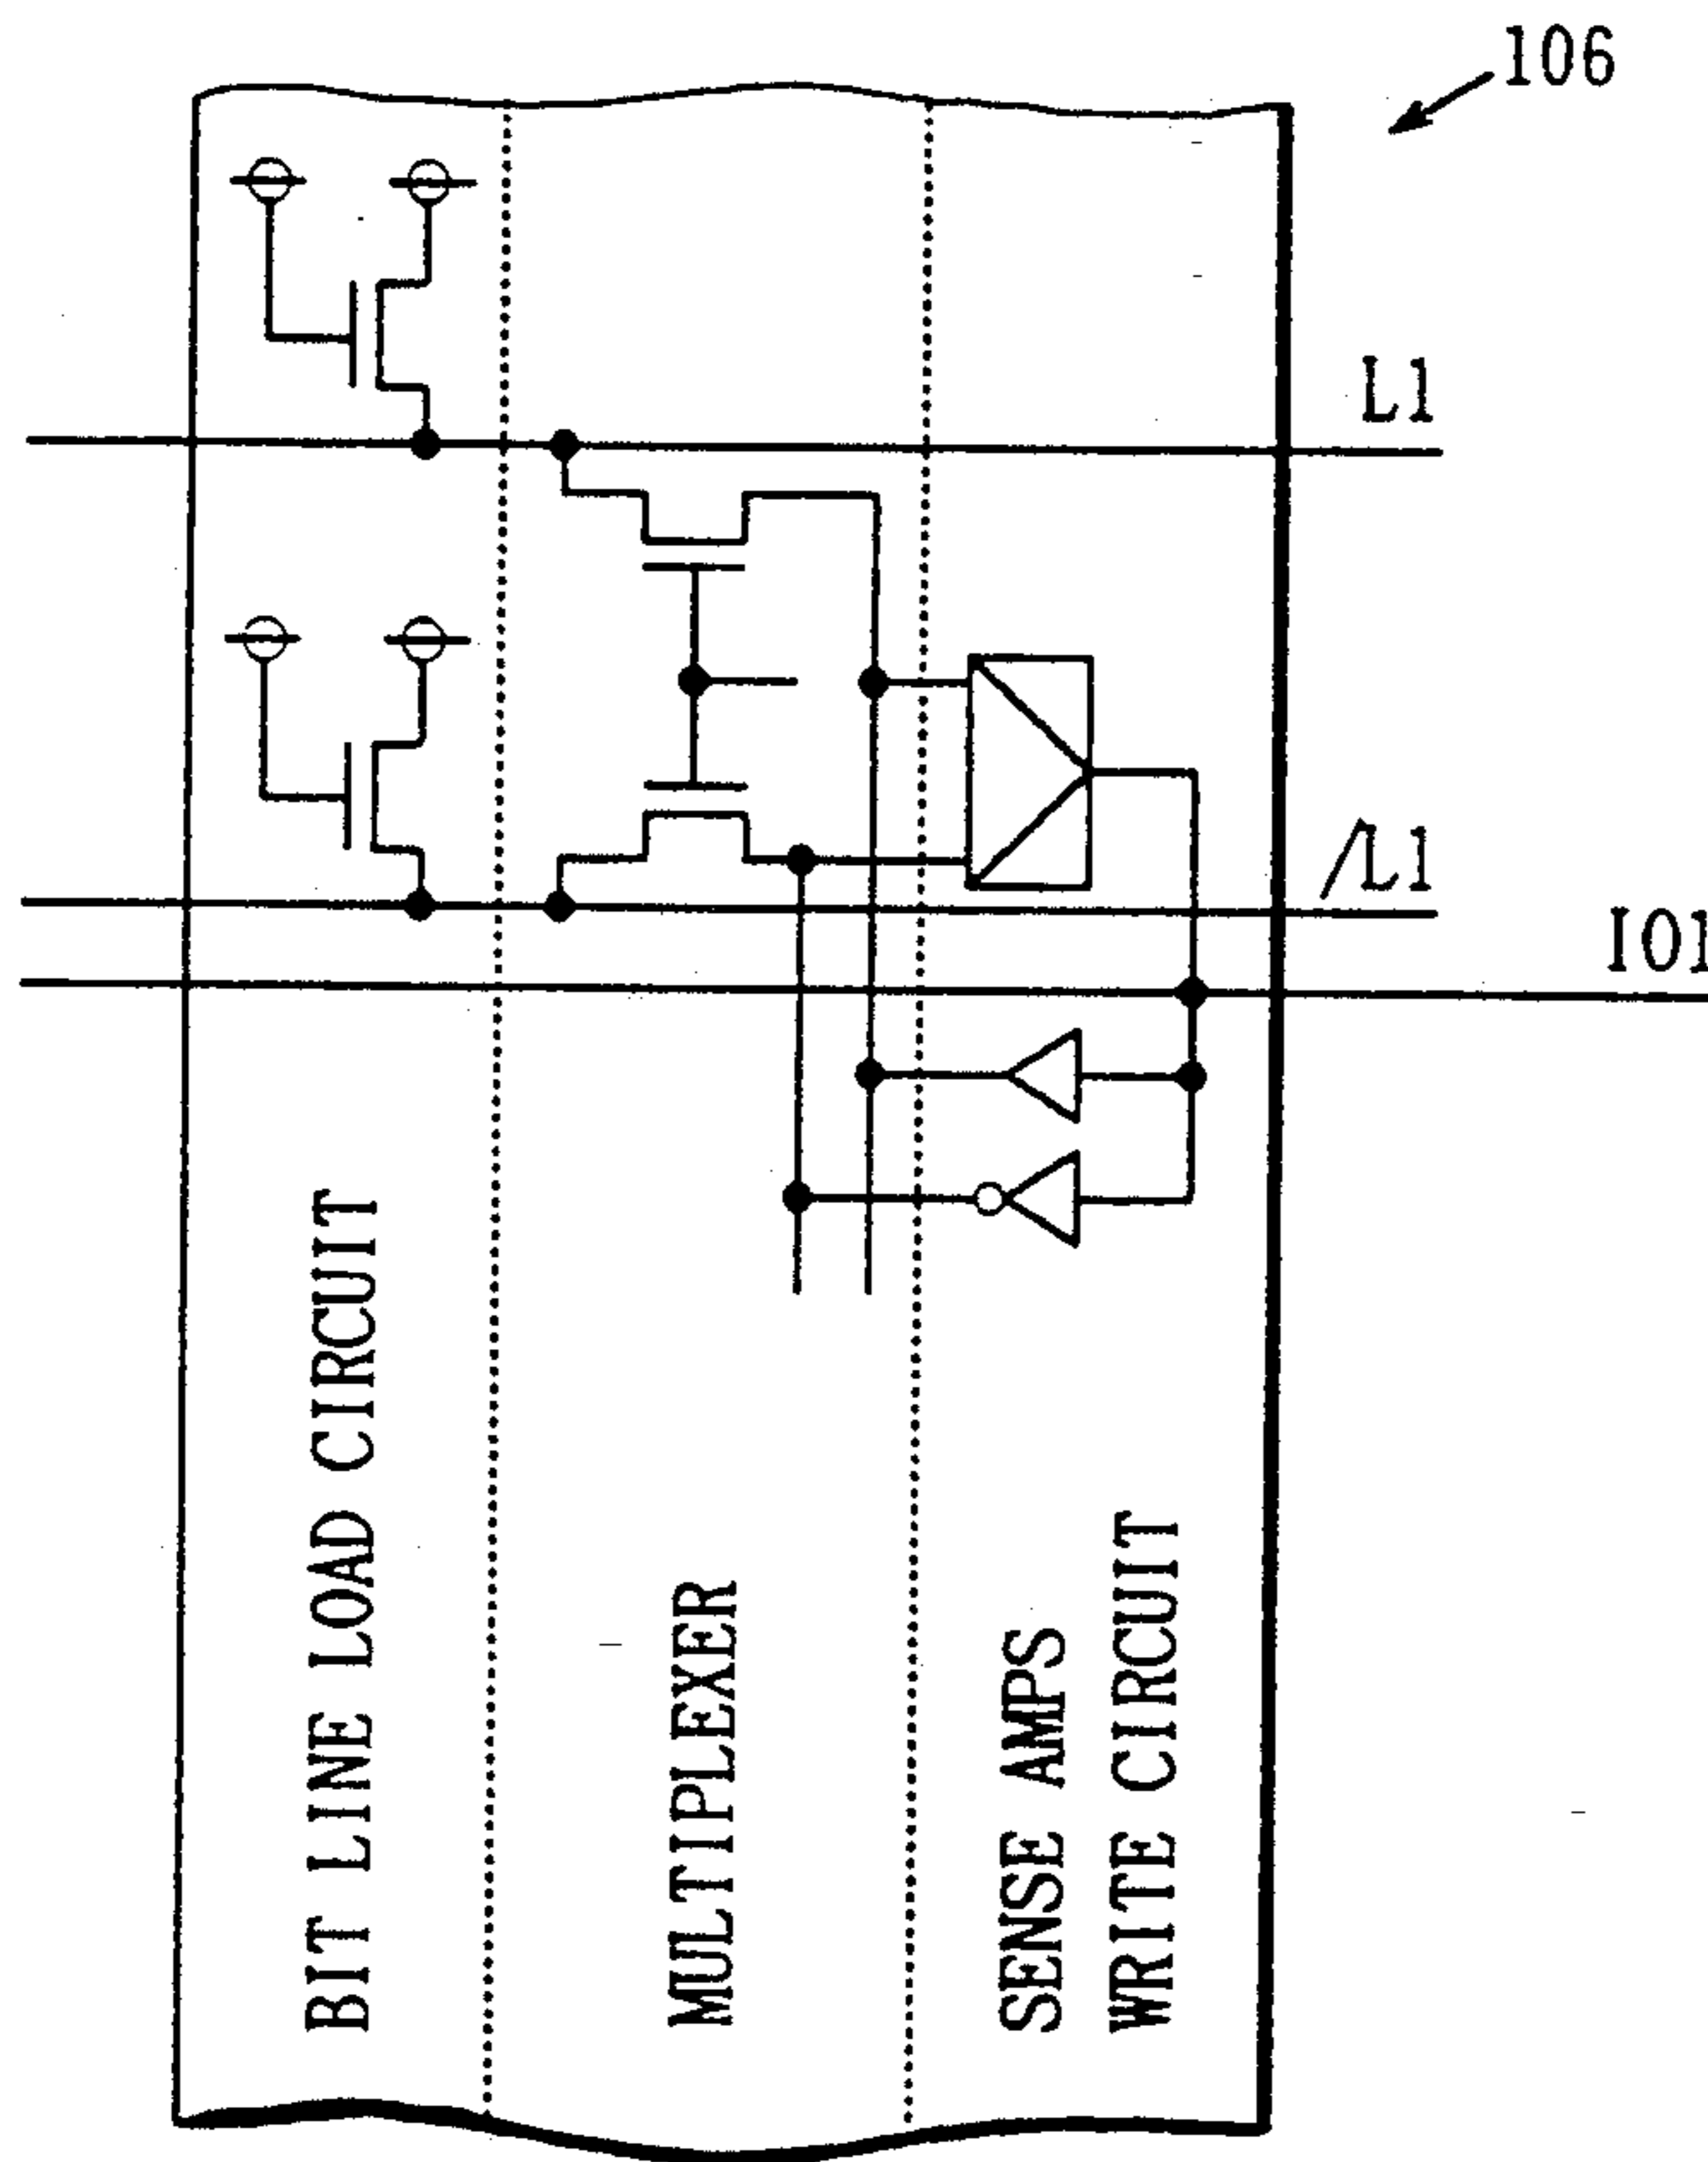 106
L1
/L1
IO1
BIT LINE LOAD CIRCUIT
MULTIPLEXER
SENSE AMPS
WRITE CIRCUIT